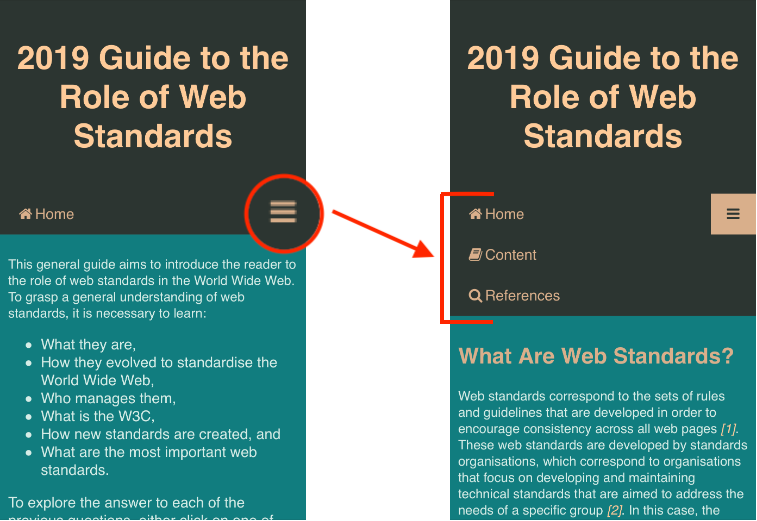 2019 Guide to the
Role of Web
Standards
Home
This general guide aims to introduce the reader to
the role of web standards in the World Wide Web.
To grasp a general understanding of web
standards, it is necessary to learn:
What they are,
How they evolved to standardise the
World Wide Web,
Who manages them,
What is the W3C,
How new standards are created, and
What are the most important web
standards.
To explore the answer to each of the
previous questions, either click on one of
2019 Guide to the
Role of Web
Standards
Home
Content
References
What Are Web Standards?
Web standards correspond to the sets of rules
and guidelines that are developed in order to
encourage consistency across all web pages [1].
These web standards are developed by standards
organisations, which correspond to organisations
that focus on developing and maintaining
technical standards that are aimed to address the
needs of a specific group [2]. In this case, the